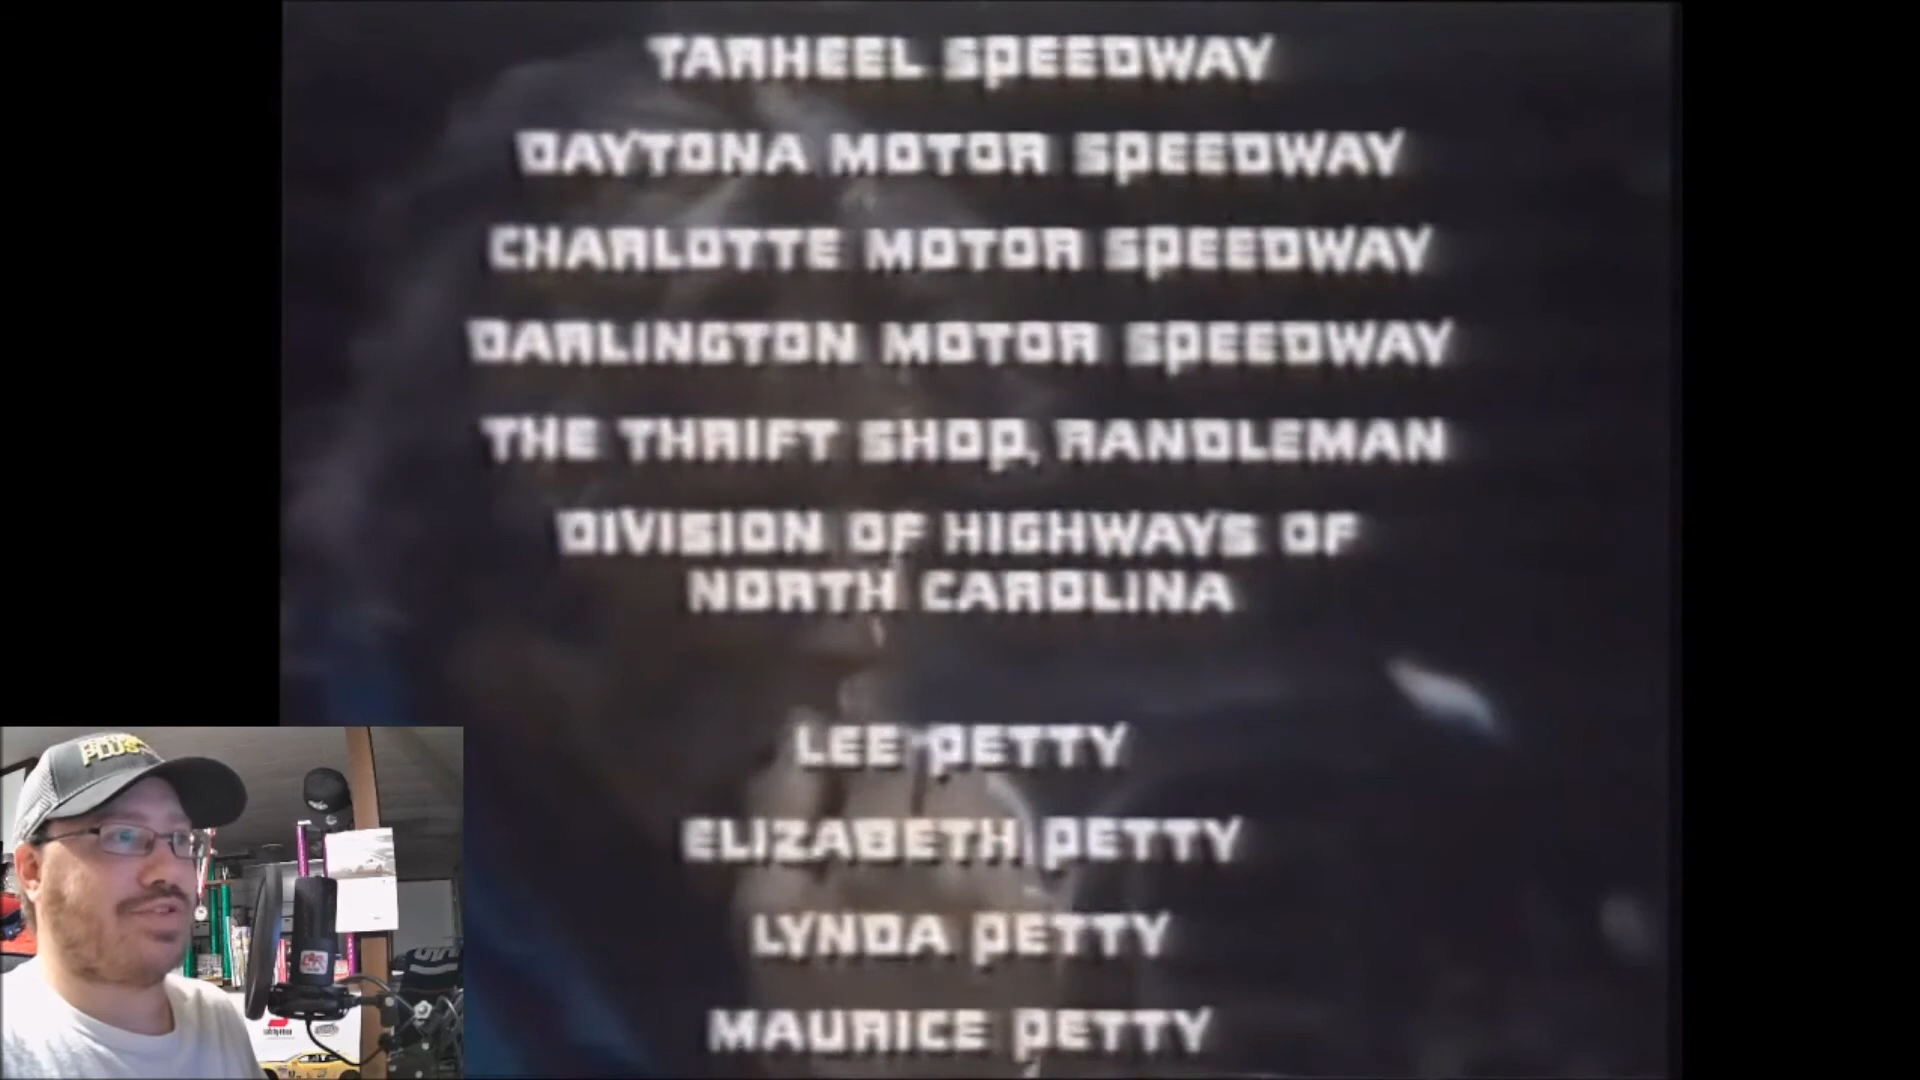 TARHEEL SPEEDWAY
DAYTONA MOTOR SPEEDWAY
CHARLOTTE MOTOR SPEEDWAY
DARLINGTON MOTOR SPEEDWAY
THE THRIFT SHOP, RANDLEMAN
DIVISION OF HIGHWAYS OF
NORTH CAROLINA
LEE PETTY
ELIZABETH PETTY
LYNDA PETTY
MAURICE PETTY
PLUS